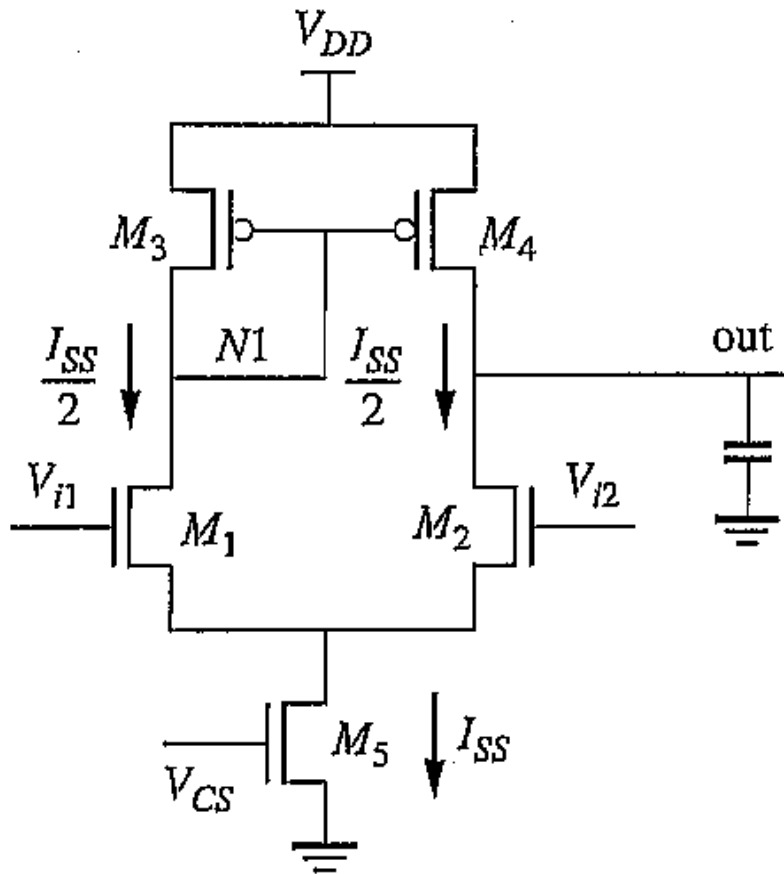 V_DD
M_3
M_4
I_SS/2
N1
I_SS/2
out
V_i1
M_1
M_2
V_i2
M_5
I_SS
V_CS